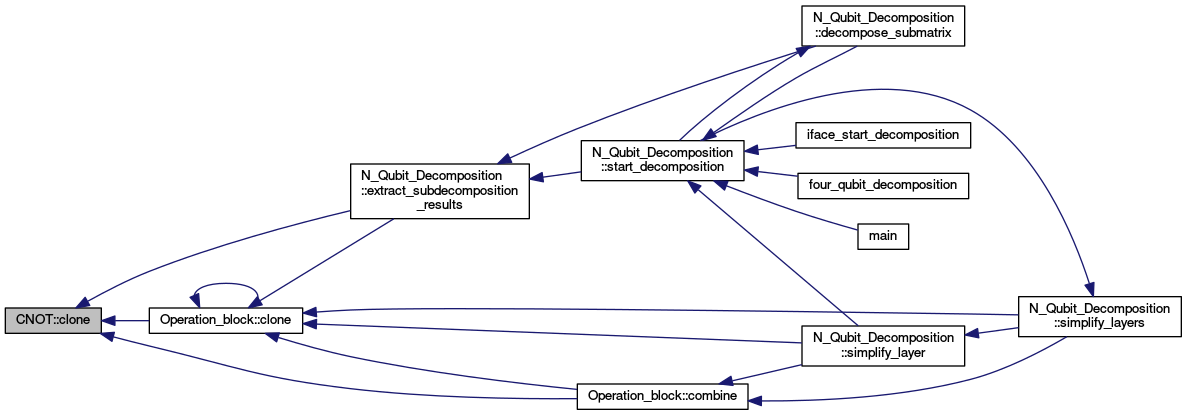 N_Qubit_Decomposition
::decompose_submatrix
iface_start_decomposition
N_Qubit_Decomposition
::start_decomposition
four_qubit_decomposition
N_Qubit_Decomposition
::extract_subdecomposition
_results
main
CNOT::clone
Operation_block::clone
N_Qubit_Decomposition
::simplify_layers
N_Qubit_Decomposition
::simplify_layer
Operation_block::combine